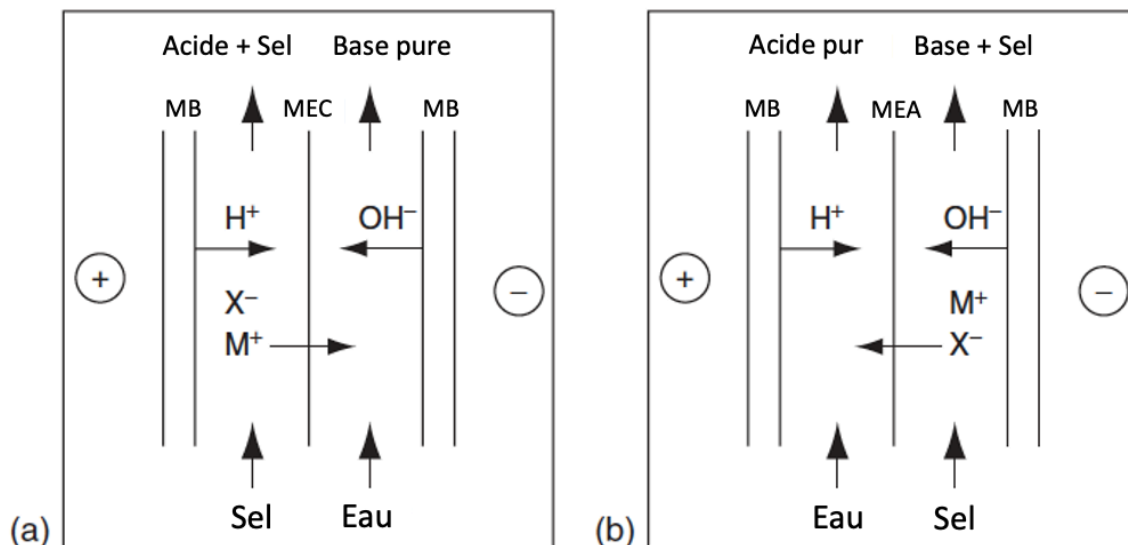 Acide + Sel Base pure
MB MEC MB
H⁺ OH⁻
+ −
X⁻
M⁺
Sel Eau
(a)
Acide pur Base + Sel
MB MEA MB
H⁺ OH⁻
+ −
M⁺
X⁻
Eau Sel
(b)